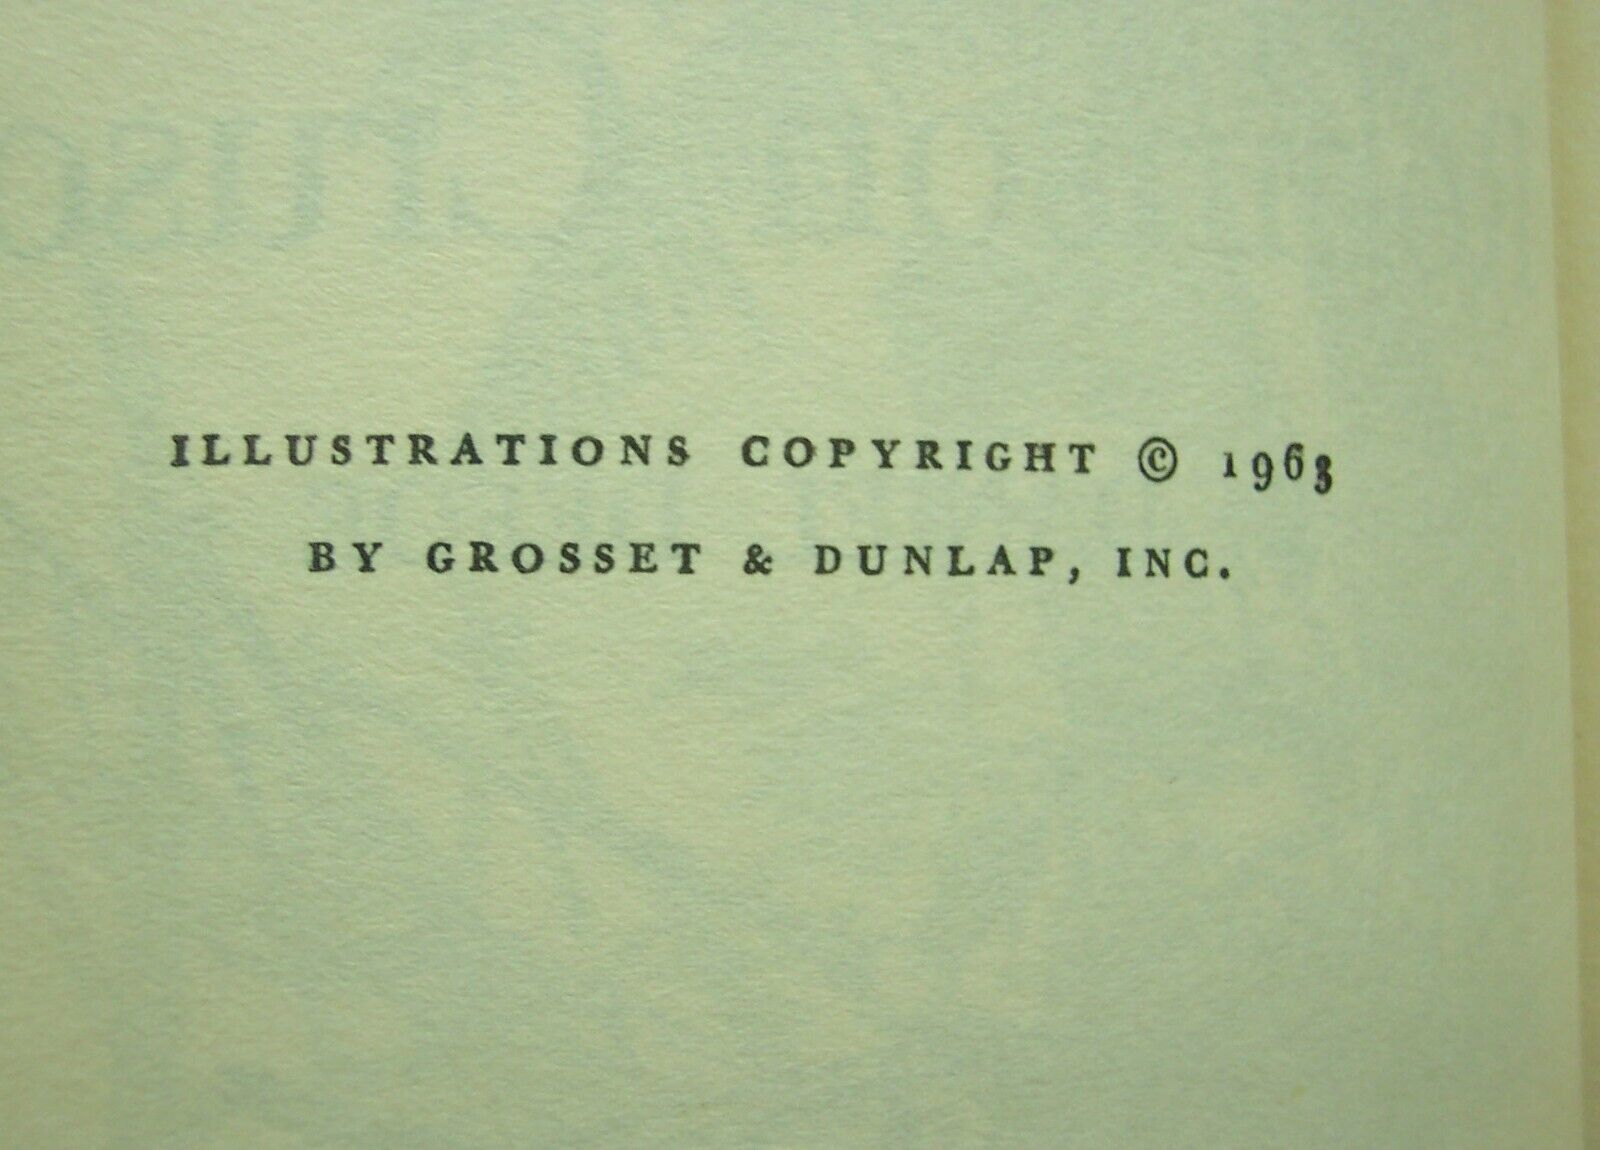 ILLUSTRATIONS COPYRIGHT © 1963
BY GROSSET & DUNLAP, INC.